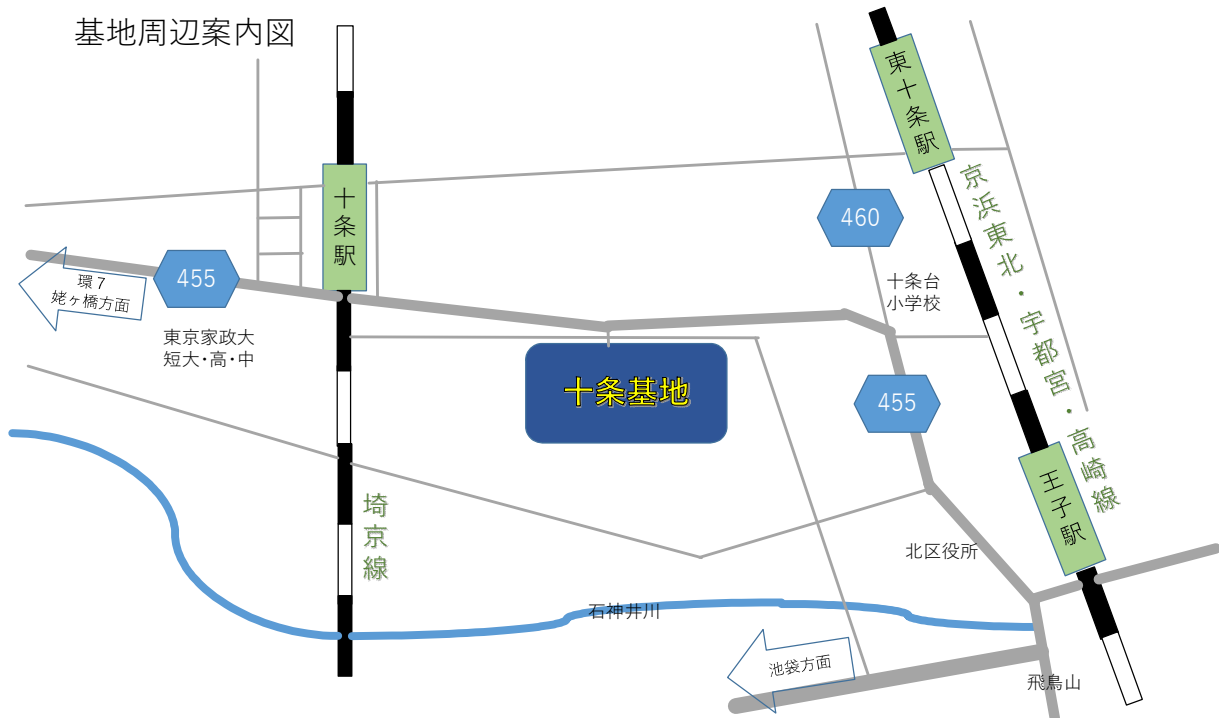 基地周辺案内図
東十条駅
京浜東北・宇都宮・高崎線
十条駅
460
455
環７
姥ヶ橋方面
十条台
小学校
東京家政大
短大・高・中
十条基地
455
王子駅
埼京線
北区役所
石神井川
池袋方面
飛鳥山